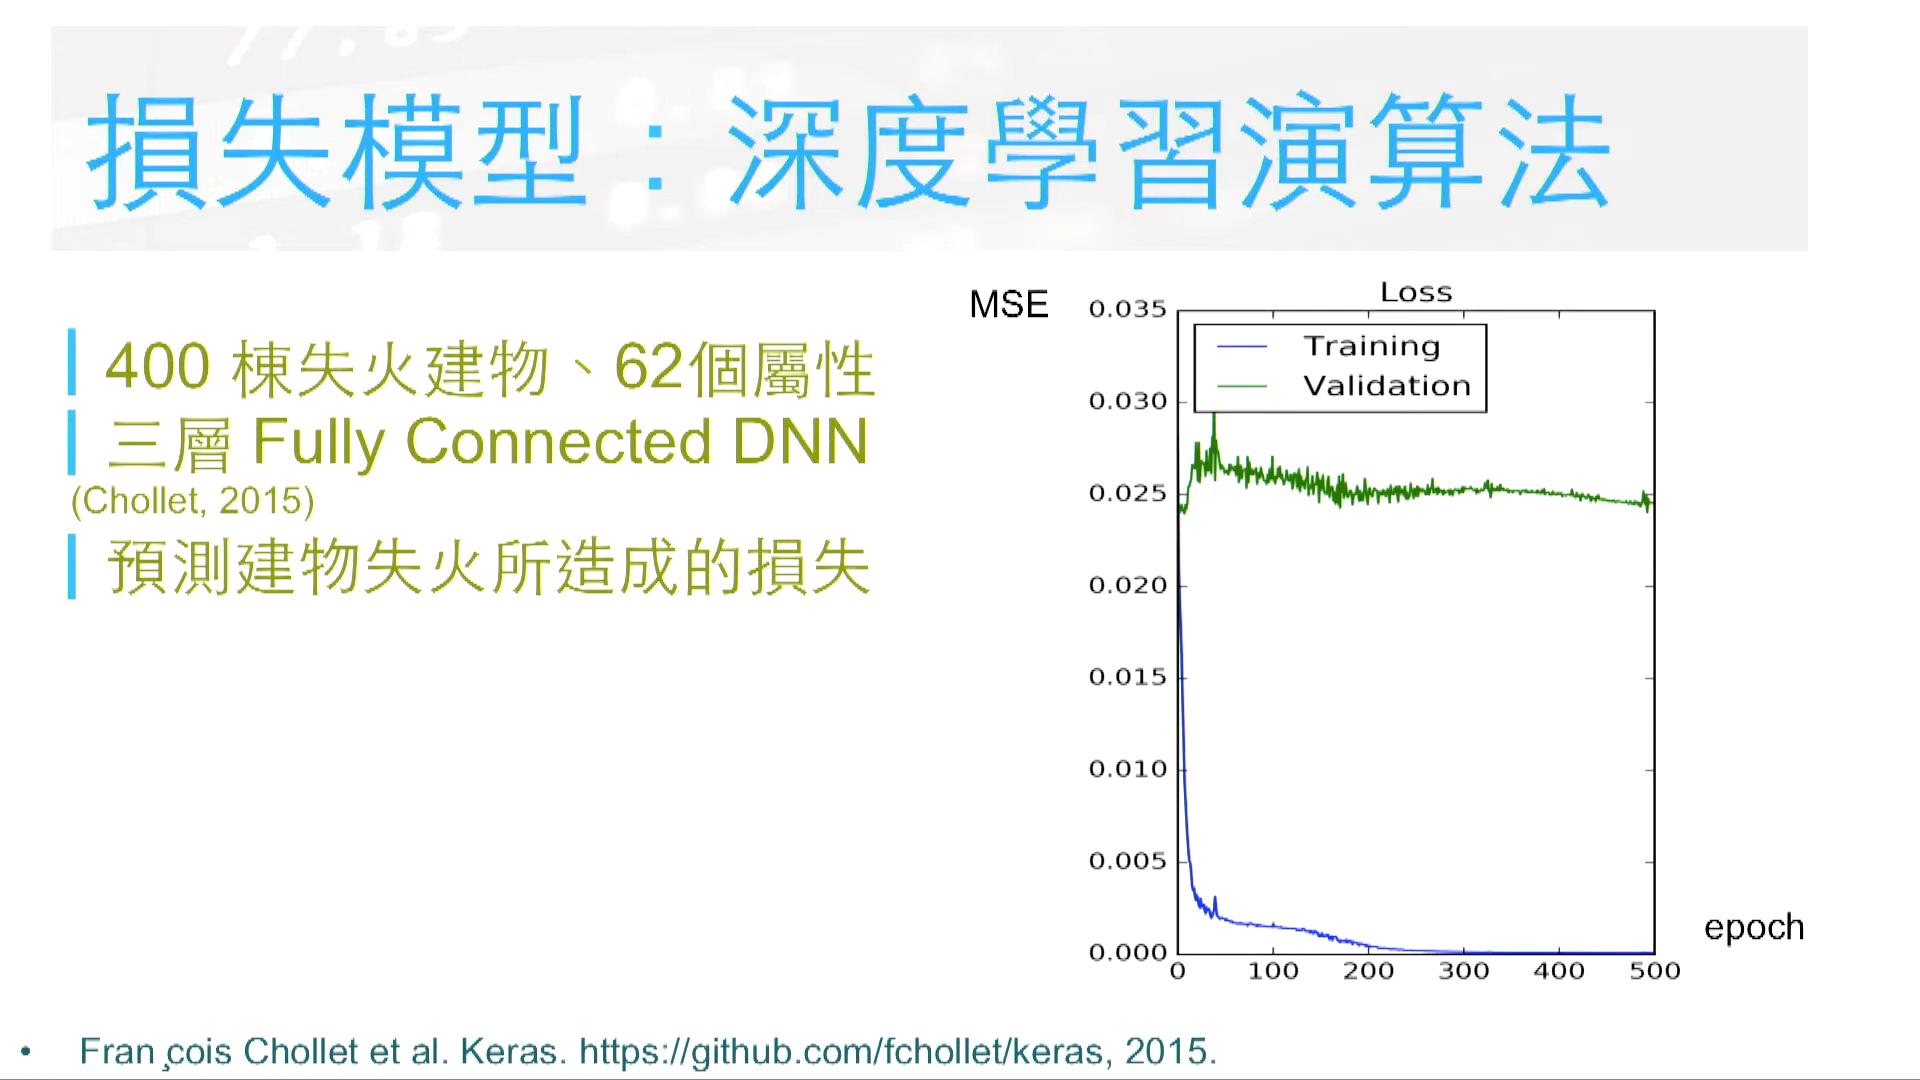 損失模型：深度學習演算法
400 棟失火建物、62個屬性
三層 Fully Connected DNN
(Chollet, 2015)
預測建物失火所造成的損失
MSE
Loss
Training
Validation
0.035
0.030
0.025
0.020
0.015
0.010
0.005
0.000
0 100 200 300 400 500
epoch
• Fran ̧cois Chollet et al. Keras. https://github.com/fchollet/keras, 2015.